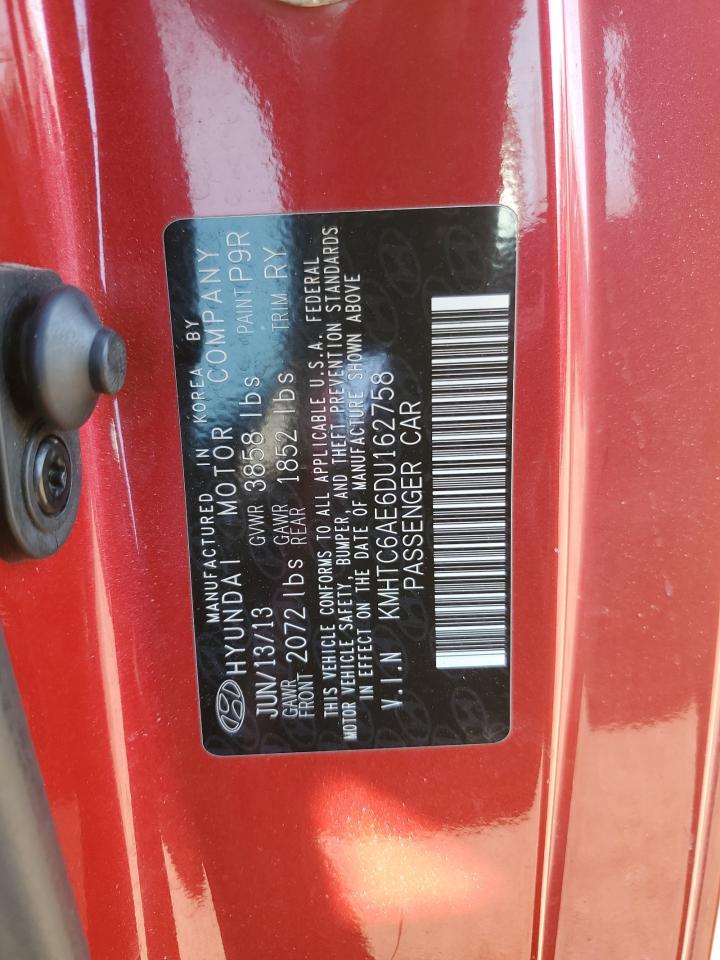 MANUFACTURED IN KOREA BY
HYUNDAI MOTOR COMPANY
JUN/13/13 GVWR 3858 lbs PAINT P9R
GAWR FRONT 2072 lbs GAWR REAR 1852 lbs TRIM RY
THIS VEHICLE CONFORMS TO ALL APPLICABLE U.S.A. FEDERAL
MOTOR VEHICLE SAFETY, BUMPER, AND THEFT PREVENTION STANDARDS
IN EFFECT ON THE DATE OF MANUFACTURE SHOWN ABOVE
V.I.N KMHTC6AE6DU162758
PASSENGER CAR